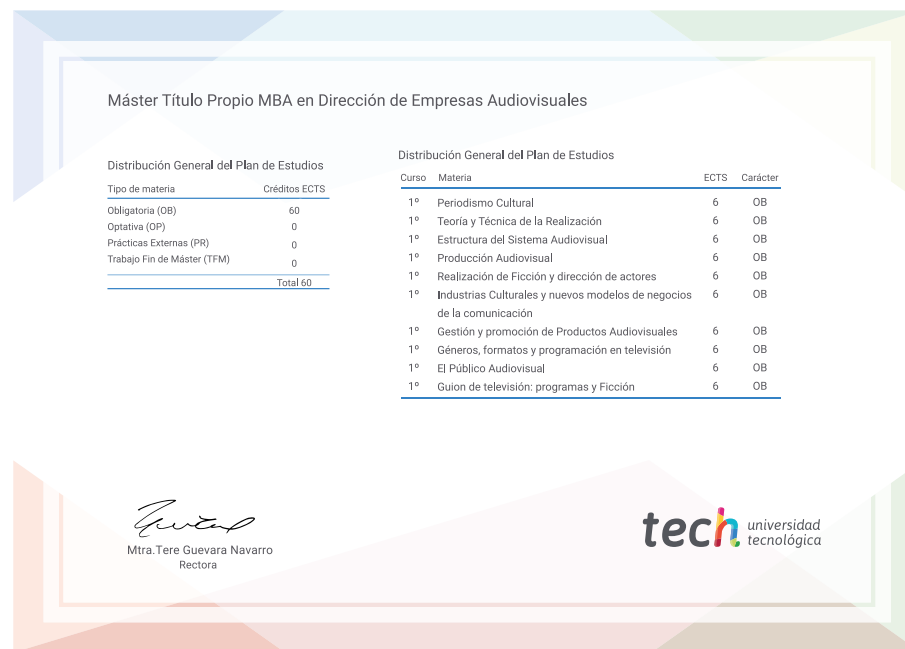 Máster Título Propio MBA en Dirección de Empresas Audiovisuales
Distribución General del Plan de Estudios
Tipo de materia Créditos ECTS
Obligatoria (OB) 60
Optativa (OP) 0
Prácticas Externas (PR) 0
Trabajo Fin de Máster (TFM) 0
Total 60
Distribución General del Plan de Estudios
Curso Materia ECTS Carácter
1º Periodismo Cultural 6 OB
1º Teoría y Técnica de la Realización 6 OB
1º Estructura del Sistema Audiovisual 6 OB
1º Producción Audiovisual 6 OB
1º Realización de Ficción y dirección de actores 6 OB
1º Industrias Culturales y nuevos modelos de negocios 6 OB
de la comunicación
1º Gestión y promoción de Productos Audiovisuales 6 OB
1º Géneros, formatos y programación en televisión 6 OB
1º El Público Audiovisual 6 OB
1º Guion de televisión: programas y Ficción 6 OB
Mtra.Tere Guevara Navarro
Rectora
tech universidad
tecnológica